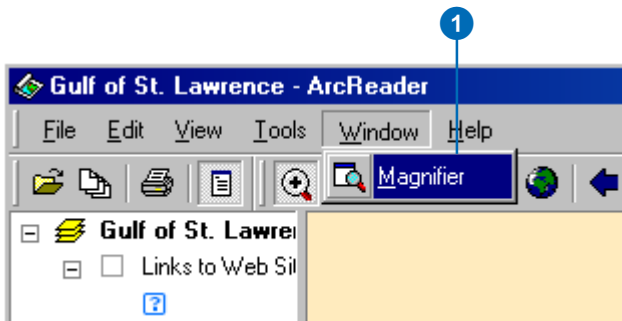 1
Gulf of St. Lawrence - ArcReader
File Edit View Tools Window Help
Magnifier
Gulf of St. Lawre
Links to Web Sit
?